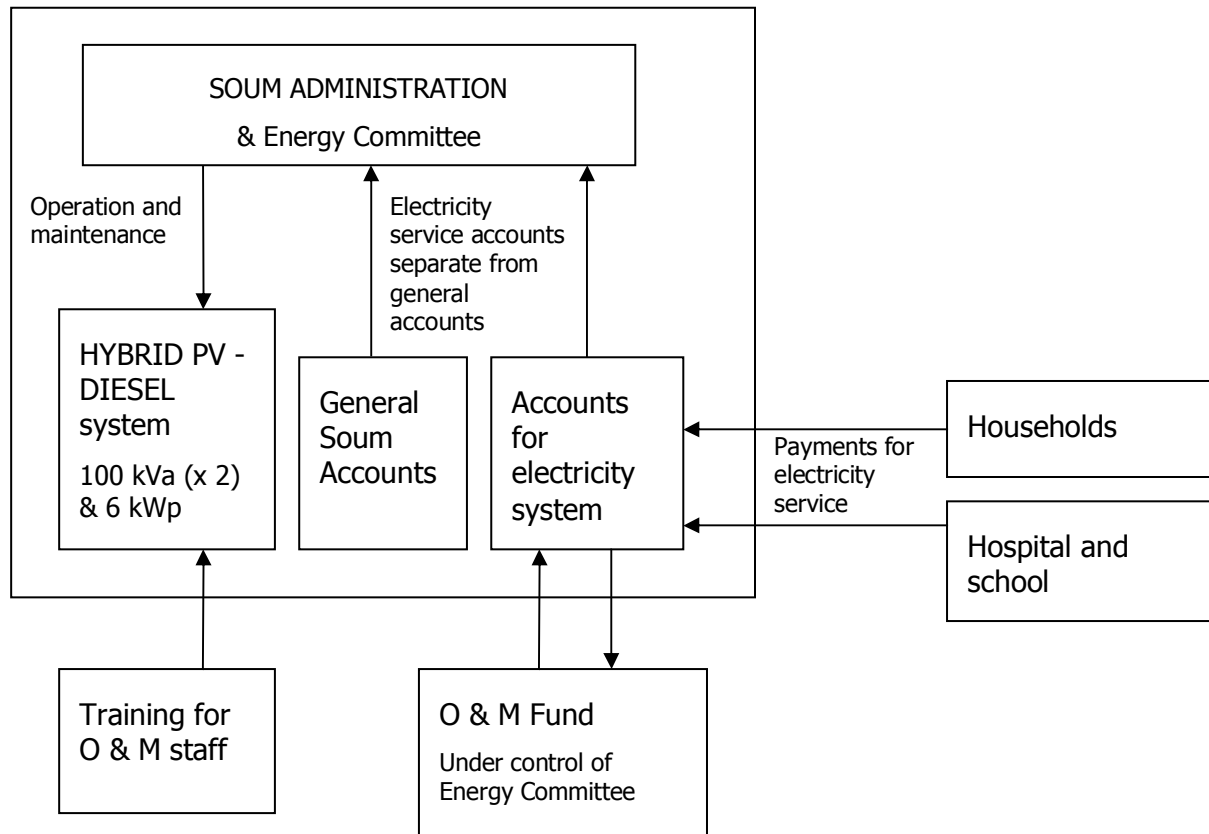 SOUM ADMINISTRATION
& Energy Committee
Operation and
maintenance
Electricity
service accounts
separate from
general
accounts
HYBRID PV -
DIESEL
system
100 kVa (x 2)
& 6 kWp
General
Soum
Accounts
Accounts
for
electricity
system
Payments for
electricity
service
Households
Hospital and
school
Training for
O & M staff
O & M Fund
Under control of
Energy Committee